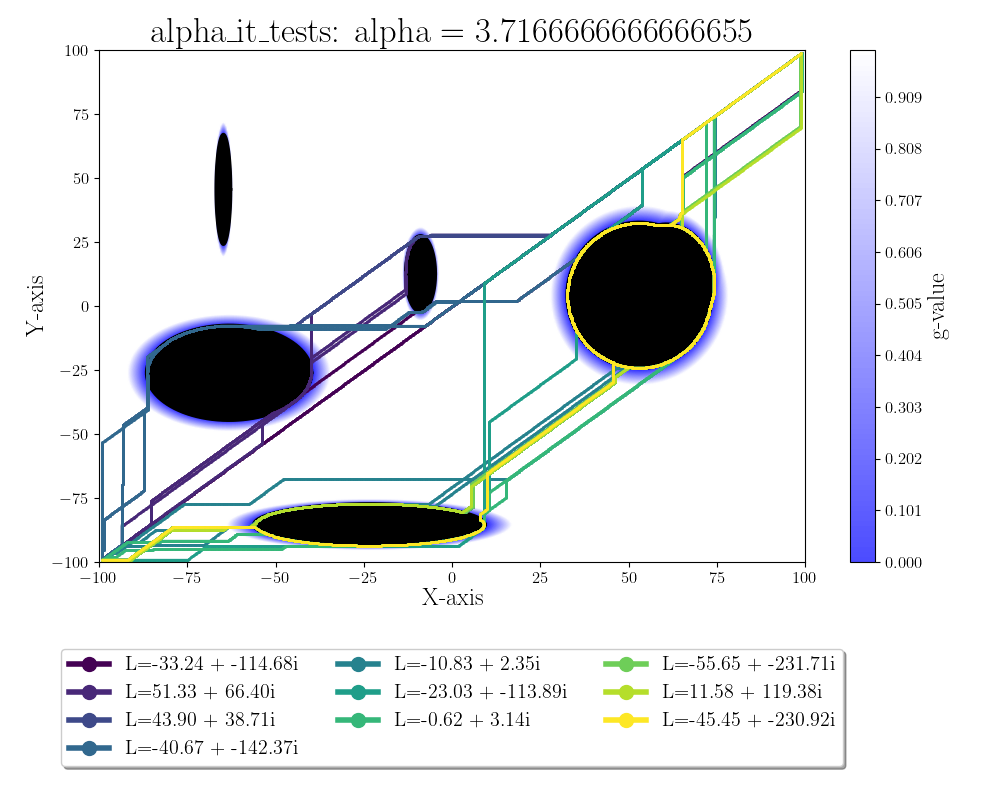 alpha_it_tests: alpha = 3.7166666666666655
100
75
50
25
0
−25
−50
−75
−100
−100 −75 −50 −25 0 25 50 75 100
X-axis
Y-axis
0.909
0.808
0.707
0.606
0.505
0.404
0.303
0.202
0.101
0.000
g-value
L=-33.24 + -114.68i L=-10.83 + 2.35i L=-55.65 + -231.71i
L=51.33 + 66.40i L=-23.03 + -113.89i L=11.58 + 119.38i
L=43.90 + 38.71i L=-0.62 + 3.14i L=-45.45 + -230.92i
L=-40.67 + -142.37i